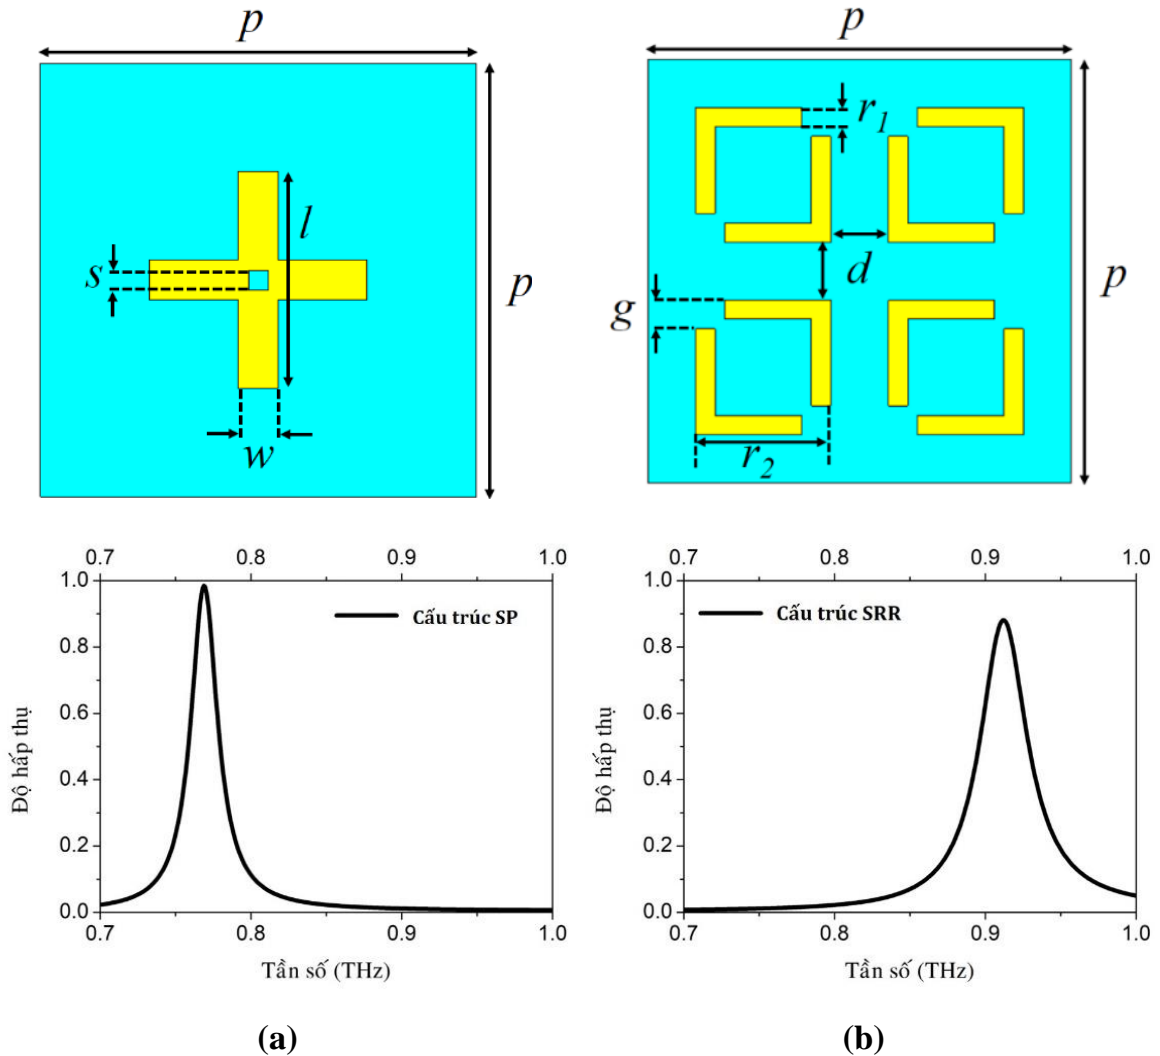 p
p
r1
l
s
p
d
p
g
w
r2
0.7 0.8 0.9 1.0
0.7 0.8 0.9 1.0
1.0
0.8
0.6
0.4
0.2
0.0
Cấu trúc SP
Độ hấp thụ
0.7 0.8 0.9 1.0
Tần số (THz)
1.0
0.8
0.6
0.4
0.2
0.0
Cấu trúc SRR
Độ hấp thụ
0.7 0.8 0.9 1.0
Tần số (THz)
(a)
(b)